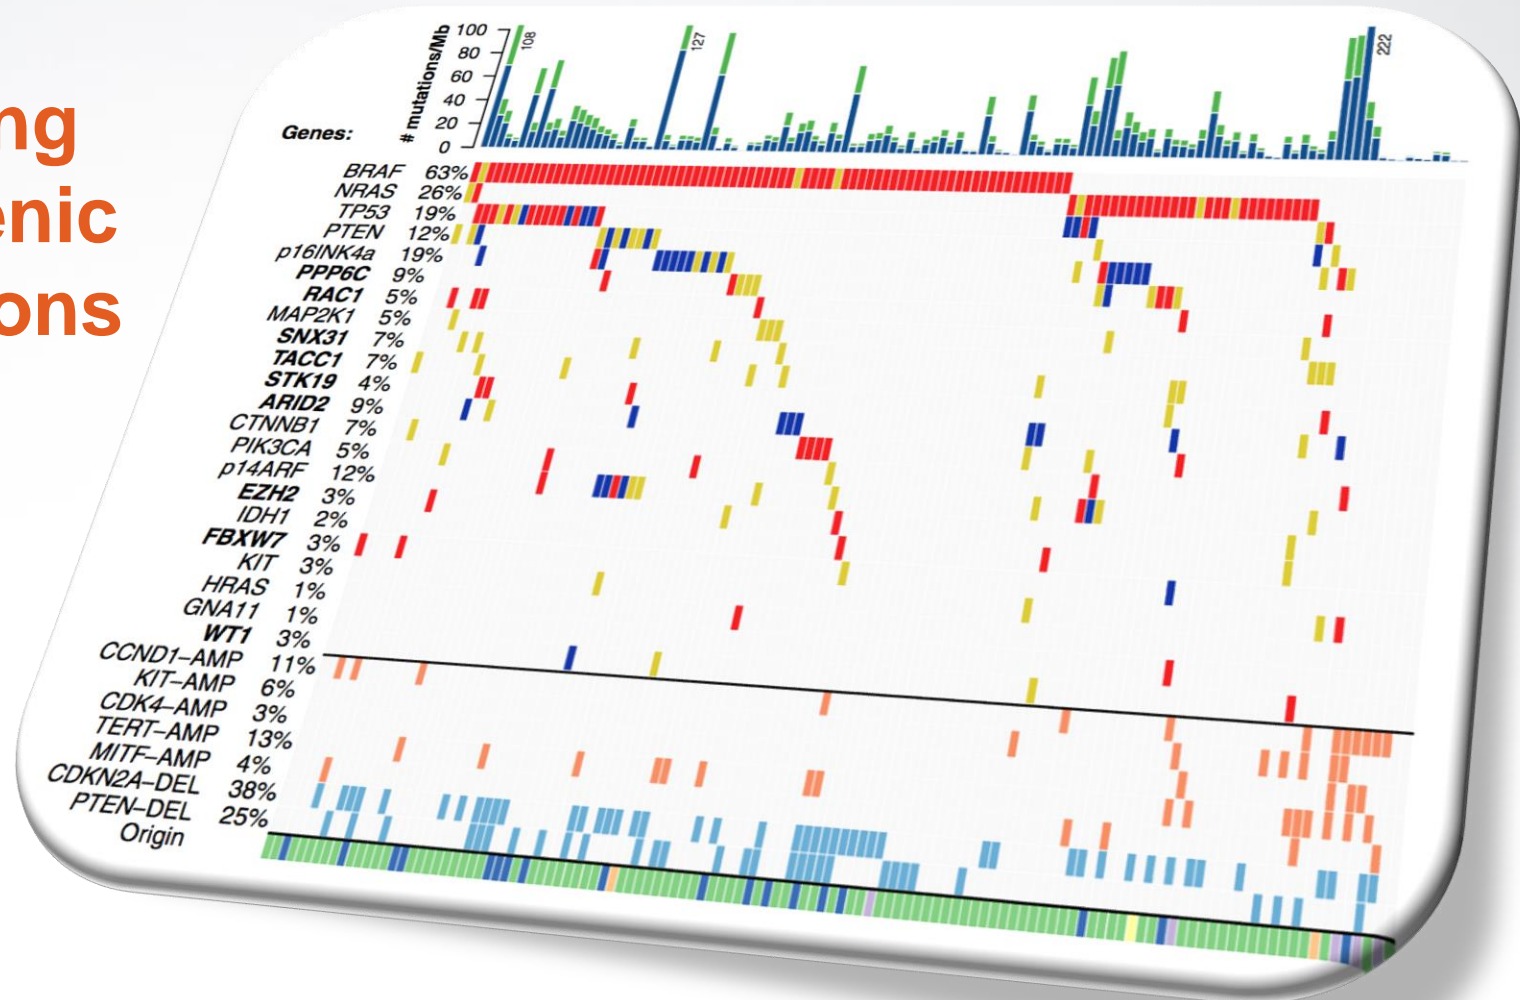 ng
enic
ons
# mutations/Mb
100
80
60
40
20
0
108
127
222
Genes:
BRAF 63%
NRAS 26%
TP53 19%
PTEN 12%
p16INK4a 19%
PPP6C 9%
RAC1 5%
MAP2K1 5%
SNX31 7%
TACC1 7%
STK19 4%
ARID2 9%
CTNNB1 7%
PIK3CA 5%
p14ARF 12%
EZH2 3%
IDH1 2%
FBXW7 3%
KIT 3%
HRAS 1%
GNA11 1%
WT1 3%
CCND1–AMP 11%
KIT–AMP 6%
CDK4–AMP 3%
TERT–AMP 13%
MITF–AMP 4%
CDKN2A–DEL 38%
PTEN–DEL 25%
Origin